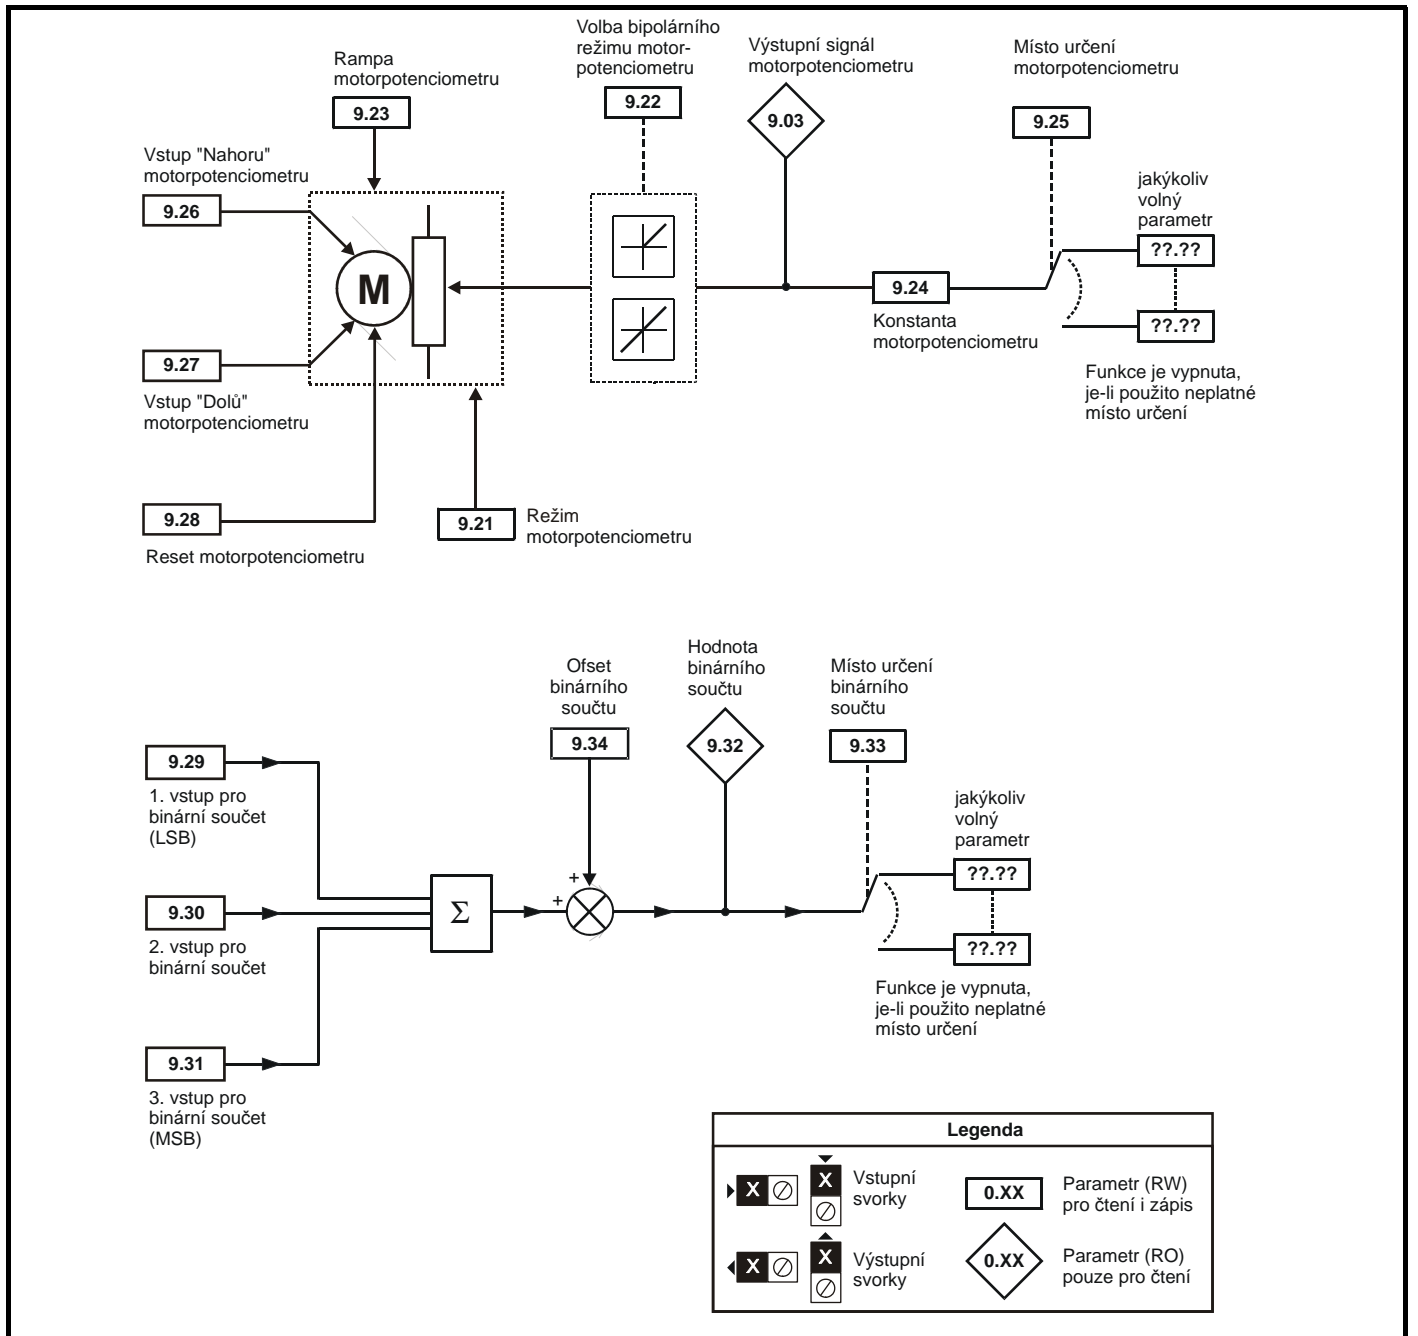 Volba bipolárního
režimu motor-
potenciometru
Výstupní signál
motorpotenciometru
Místo určení
motorpotenciometru
Rampa
motorpotenciometru
9.23
9.22
9.03
9.25
Vstup "Nahoru"
motorpotenciometru
9.26
jakýkoliv
volný
parametr
??.??
M
9.24
Konstanta
motorpotenciometru
??.??
9.27
Vstup "Dolů"
motorpotenciometru
Funkce je vypnuta,
je-li použito neplatné
místo určení
9.28
Reset motorpotenciometru
9.21
Režim
motorpotenciometru
Ofset
binárního
součtu
Hodnota
binárního
součtu
Místo určení
binárního
součtu
9.34
9.32
9.33
9.29
1. vstup pro
binární součet
(LSB)
jakýkoliv
volný
parametr
??.??
9.30
2. vstup pro
binární součet
Σ
+
+
??.??
Funkce je vypnuta,
je-li použito neplatné
místo určení
9.31
3. vstup pro
binární součet
(MSB)
Legenda
X
X
Vstupní
svorky
0.XX
Parametr (RW)
pro čtení i zápis
X
X
Výstupní
svorky
0.XX
Parametr (RO)
pouze pro čtení